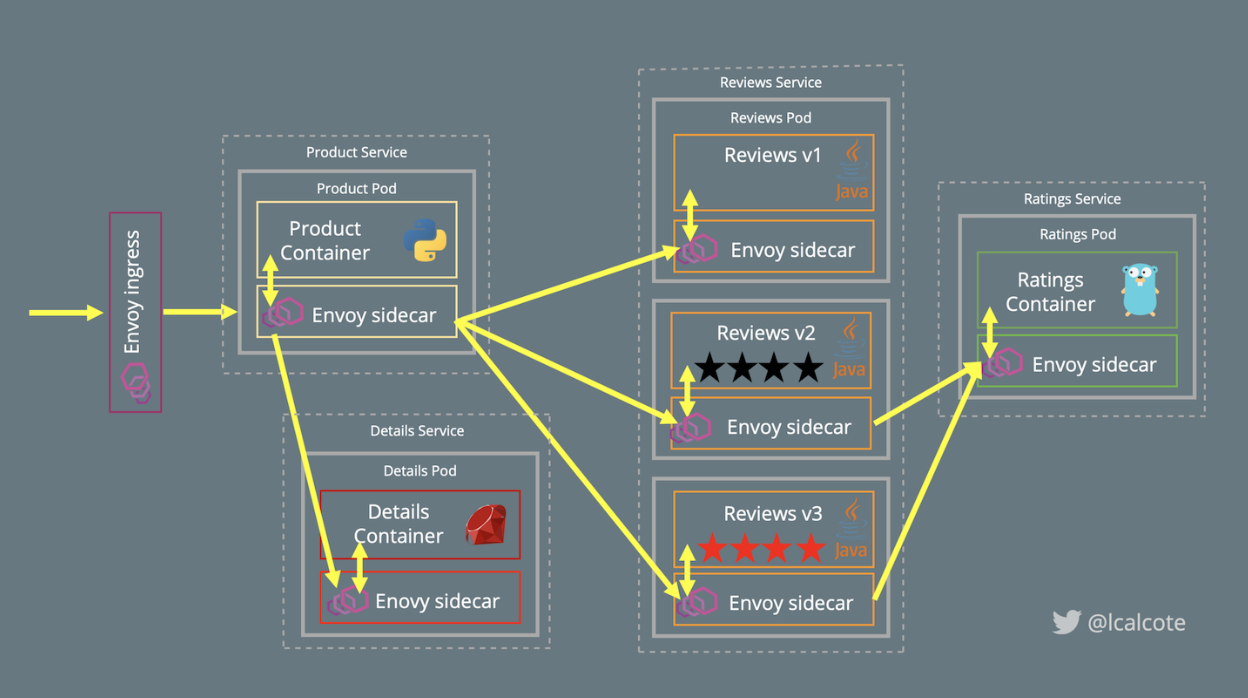 Envoy ingress
Product Service
Product Pod
Product
Container
Envoy sidecar
Details Service
Details Pod
Details
Container
Enovy sidecar
Reviews Service
Reviews Pod
Reviews v1
Java
Envoy sidecar
Reviews v2
Java
Envoy sidecar
Reviews v3
Java
Envoy sidecar
Ratings Service
Ratings Pod
Ratings
Container
Envoy sidecar
@lcalcote